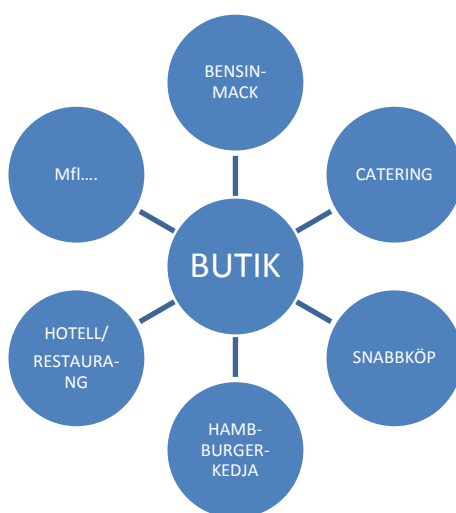 BENSIN-
MACK
Mfl….
CATERING
BUTIK
HOTELL/
RESTAURA-
NG
SNABBKÖP
HAMB-
BURGER-
KEDJA